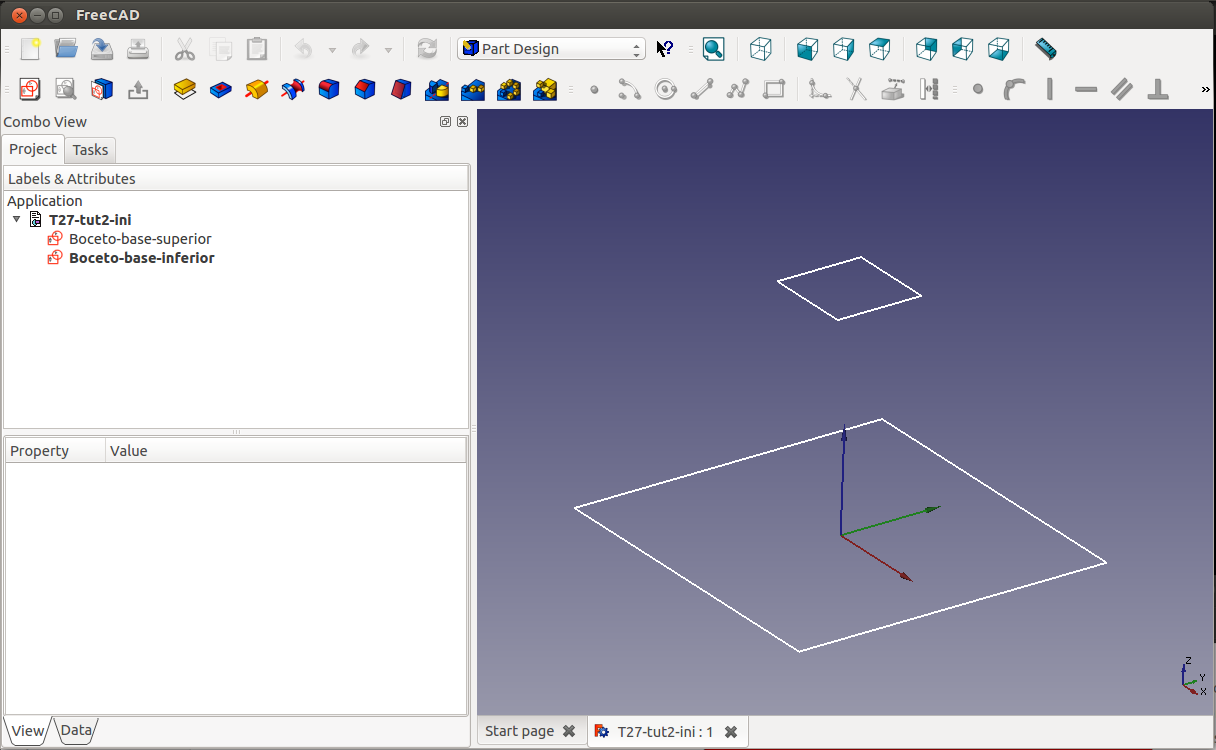 FreeCAD
Part Design
Combo View
Project Tasks
Labels & Attributes
Application
T27-tut2-ini
Boceto-base-superior
Boceto-base-inferior
Property Value
View Data
Z
Y
X
Start page T27-tut2-ini : 1